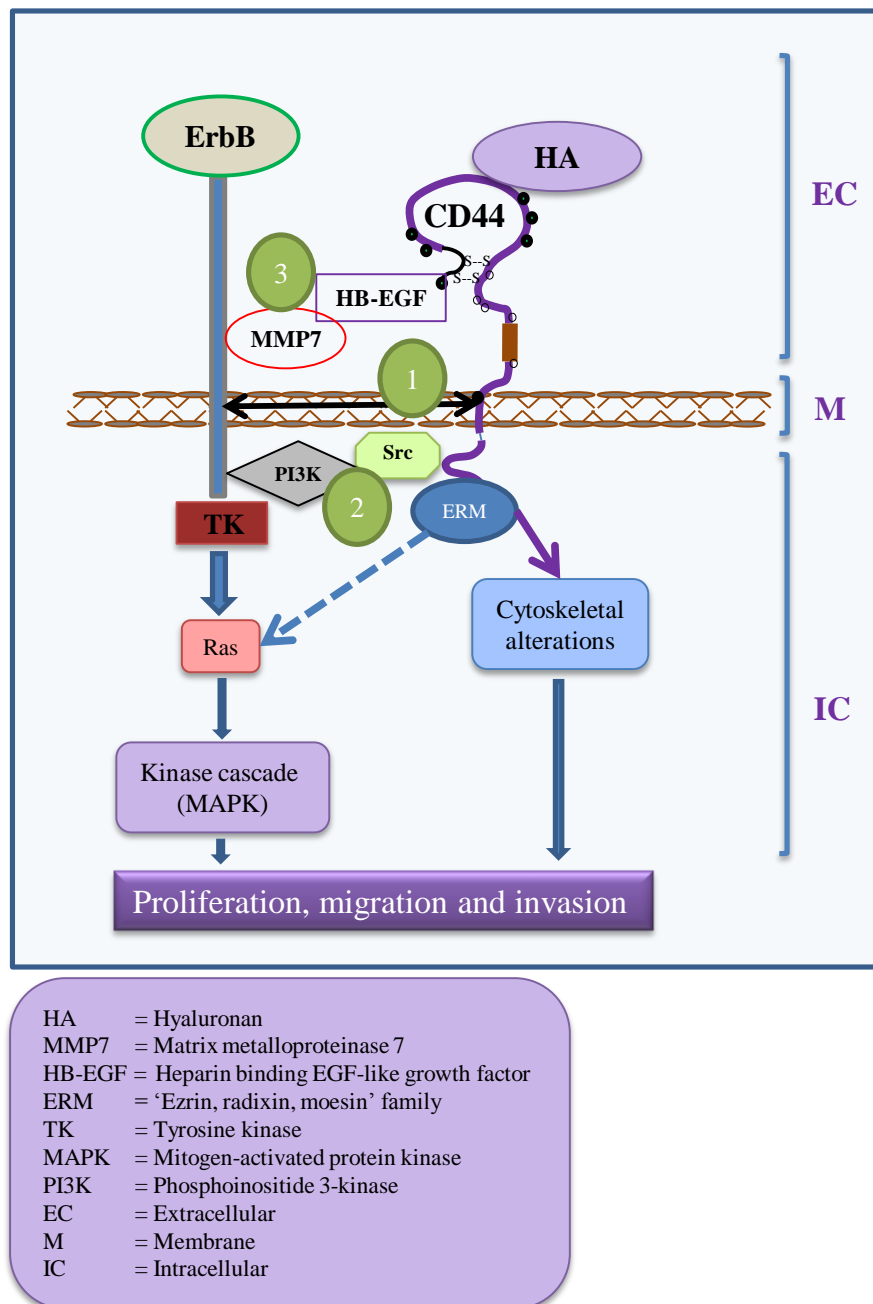 ErbB
HA
EC
CD44
S--S
S--S
3
HB-EGF
MMP7
1
M
Src
PI3K
2
ERM
TK
Cytoskeletal
alterations
Ras
IC
Kinase cascade
(MAPK)
Proliferation, migration and invasion
HA = Hyaluronan
MMP7 = Matrix metalloproteinase 7
HB-EGF = Heparin binding EGF-like growth factor
ERM = ‘Ezrin, radixin, moesin’ family
TK = Tyrosine kinase
MAPK = Mitogen-activated protein kinase
PI3K = Phosphoinositide 3-kinase
EC = Extracellular
M = Membrane
IC = Intracellular